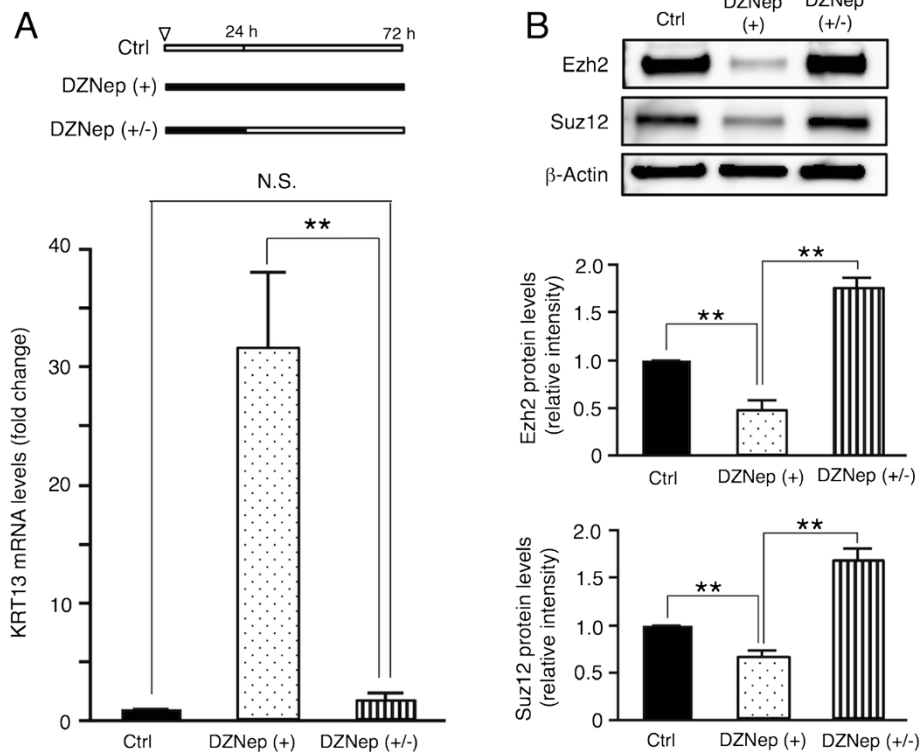 A
24 h
72 h
Ctrl
DZNep (+)
DZNep (+/-)
N.S.
**
KRT13 mRNA levels (fold change)
40
30
20
10
0
Ctrl
DZNep (+)
DZNep (+/-)
B
Ctrl
DZNep
(+)
DZNep
(+/-)
Ezh2
Suz12
β-Actin
**
**
Ezh2 protein levels
(relative intensity)
2.0
1.5
1.0
0.5
0
Ctrl
DZNep (+)
DZNep (+/-)
**
**
Suz12 protein levels
(relative intensity)
2.0
1.5
1.0
0.5
0
Ctrl
DZNep (+)
DZNep (+/-)